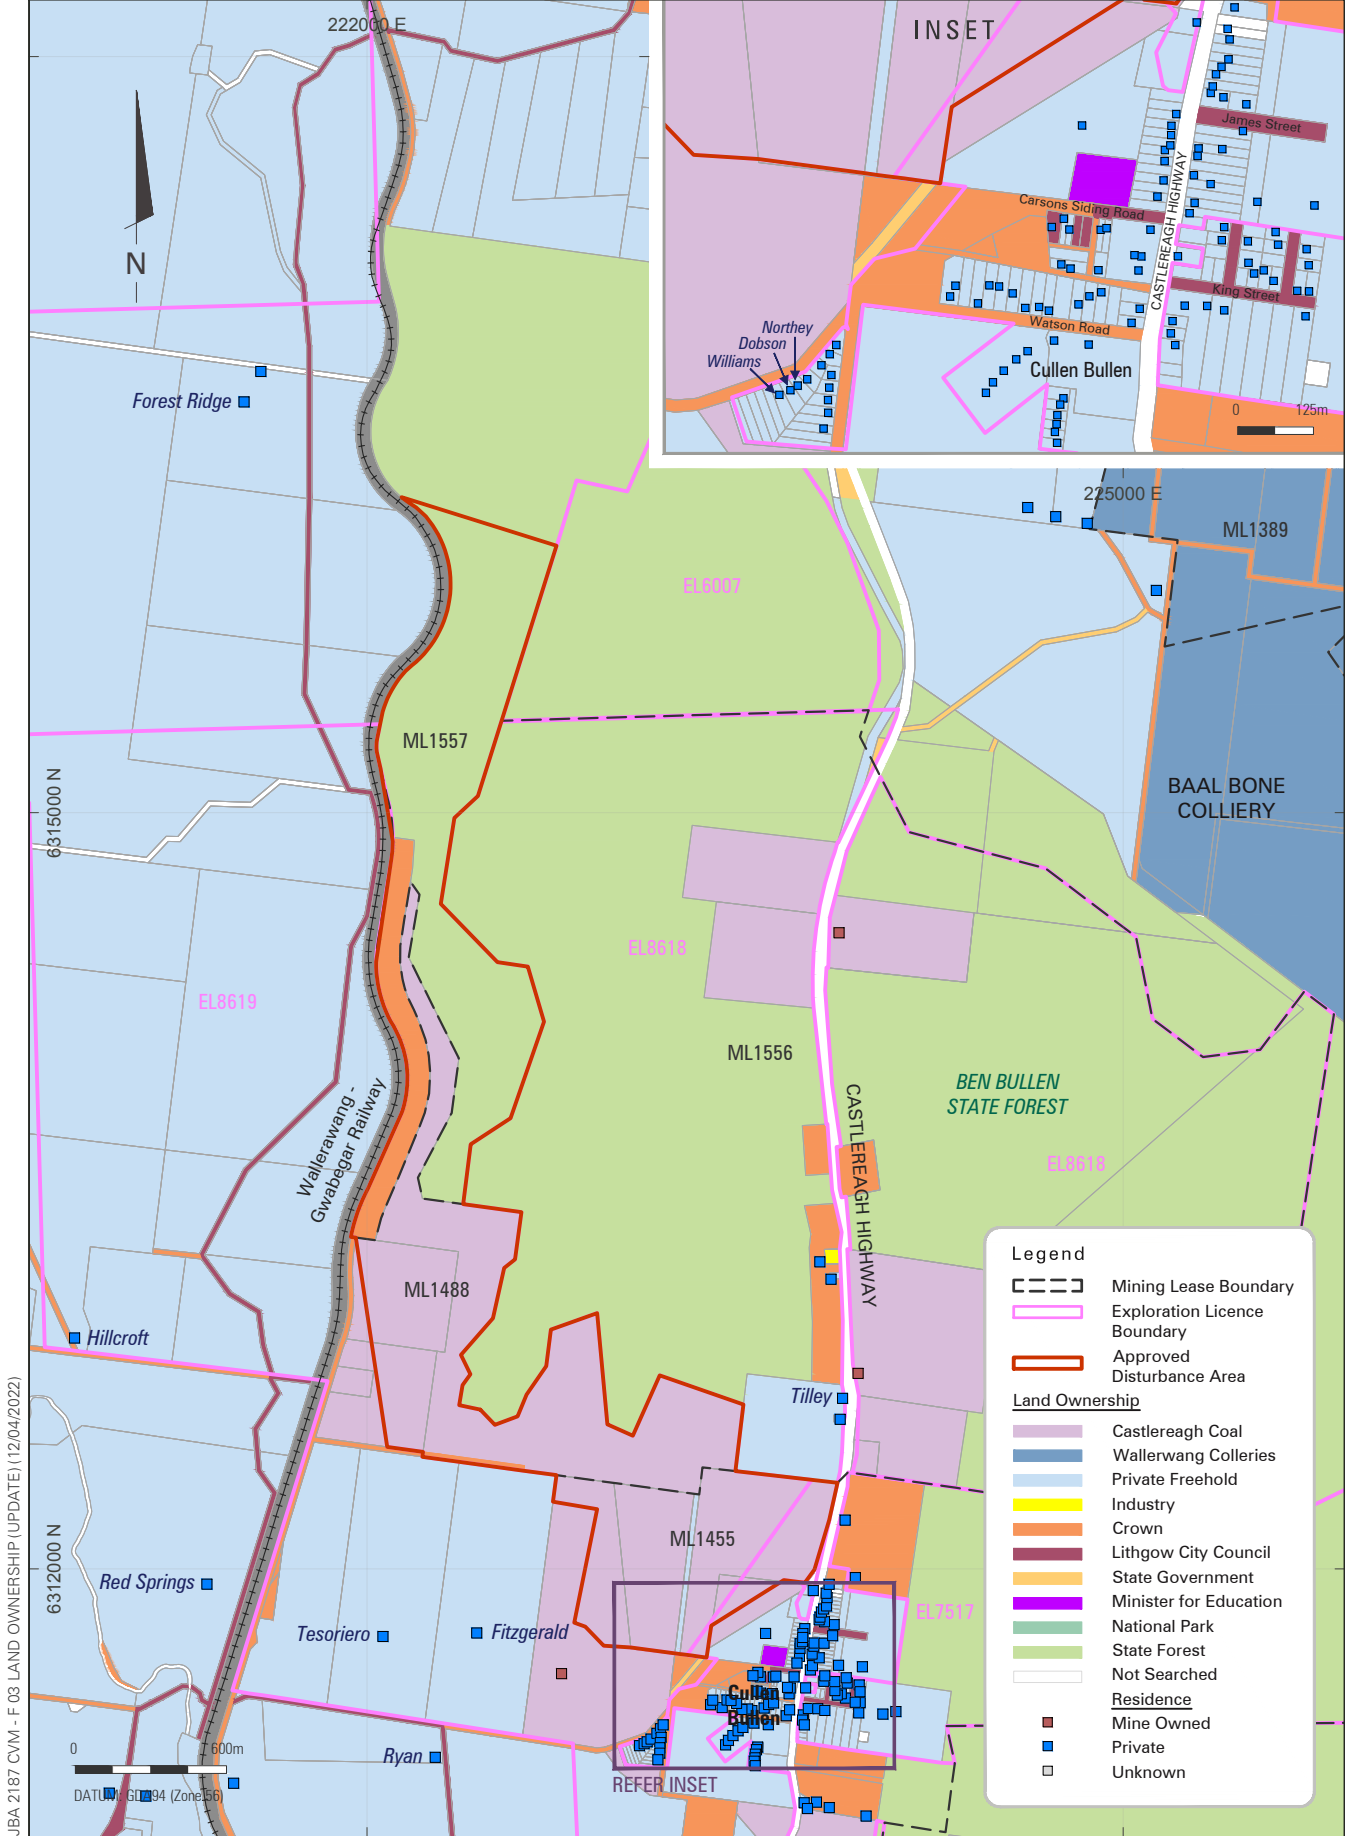 222000 E
INSET
James Street
Carsons Siding Road
CASTLEREAGH HIGHWAY
King Street
Watson Road
Northey
Dobson
Williams
Cullen Bullen
0 125m
N
Forest Ridge
225000 E
ML1389
EL6007
ML1557
BAAL BONE
COLLIERY
6315000 N
EL8618
EL8619
ML1556
BEN BULLEN
STATE FOREST
CASTLEREAGH HIGHWAY
Wallerawang -
Gwabegar Railway
EL8618
ML1488
Hillcroft
Tilley
ML1455
6312000 N
Red Springs
Tesoriero
Fitzgerald
EL7517
Cullen
Bullen
Ryan
REFER INSET
0 600m
DATUM: GDA94 (Zone 56)
JBA 2187 CVM - F 03 LAND OWNERSHIP (UPDATE) (12/04/2022)
Legend
Mining Lease Boundary
Exploration Licence
Boundary
Approved
Disturbance Area
Land Ownership
Castlereagh Coal
Wallerwang Colleries
Private Freehold
Industry
Crown
Lithgow City Council
State Government
Minister for Education
National Park
State Forest
Not Searched
Residence
Mine Owned
Private
Unknown